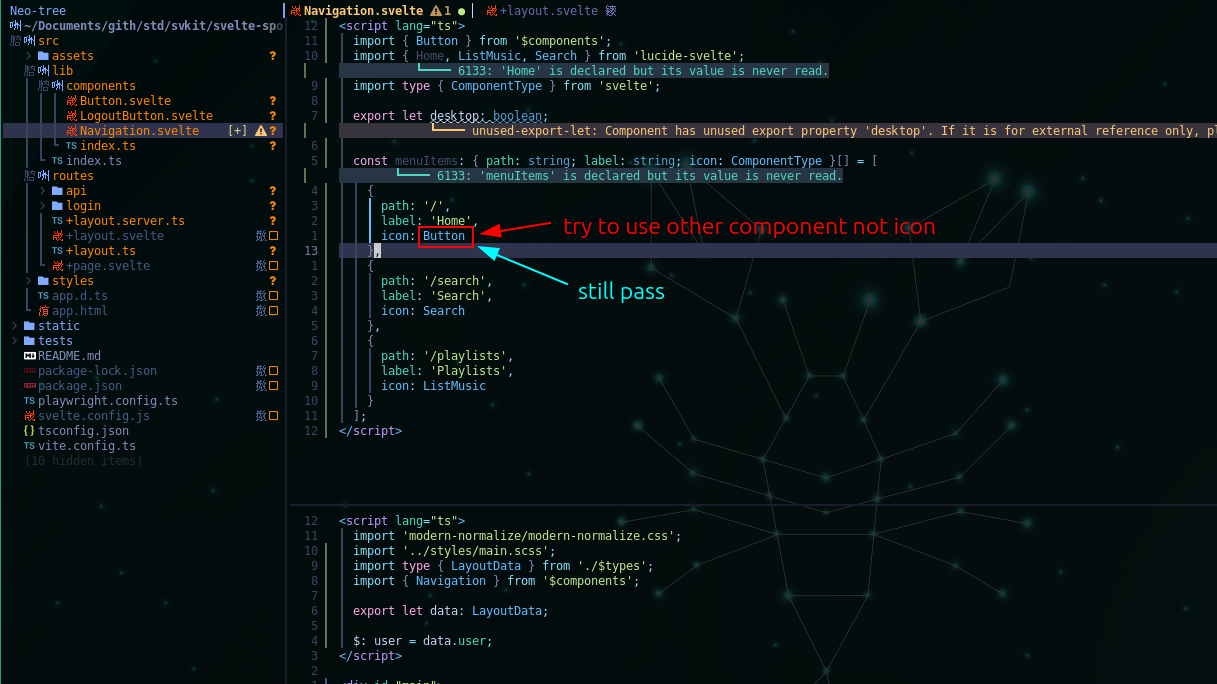 Neo-tree
~/Documents/gith/std/svkit/svelte-spo
src
assets ?
lib
components
Button.svelte ?
LogoutButton.svelte ?
Navigation.svelte [+] ?
index.ts ?
TS index.ts
routes
api ?
login ?
TS +layout.server.ts ?
+layout.svelte
TS +layout.ts ?
+page.svelte
styles ?
TS app.d.ts
app.html
static
tests
README.md
package-lock.json
package.json
TS playwright.config.ts
svelte.config.js
{} tsconfig.json
TS vite.config.ts
(10 hidden items)
Navigation.svelte 1 ● +layout.svelte
12 <script lang="ts">
11 import { Button } from '$components';
10 import { Home, ListMusic, Search } from 'lucide-svelte';
6133: 'Home' is declared but its value is never read.
9 import type { ComponentType } from 'svelte';
8
7 export let desktop: boolean;
unused-export-let: Component has unused export property 'desktop'. If it is for external reference only, pl
6
5 const menuItems: { path: string; label: string; icon: ComponentType }[] = [
6133: 'menuItems' is declared but its value is never read.
4 {
3 path: '/',
2 label: 'Home',
1 icon: Button
13 },
1 {
2 path: '/search',
3 label: 'Search',
4 icon: Search
5 },
6 {
7 path: '/playlists',
8 label: 'Playlists',
9 icon: ListMusic
10 }
11 ];
12 </script>
try to use other component not icon
still pass
12 <script lang="ts">
11 import 'modern-normalize/modern-normalize.css';
10 import '../styles/main.scss';
9 import type { LayoutData } from './$types';
8 import { Navigation } from '$components';
7
6 export let data: LayoutData;
5
4 $: user = data.user;
3 </script>
2
1 <div id="main">